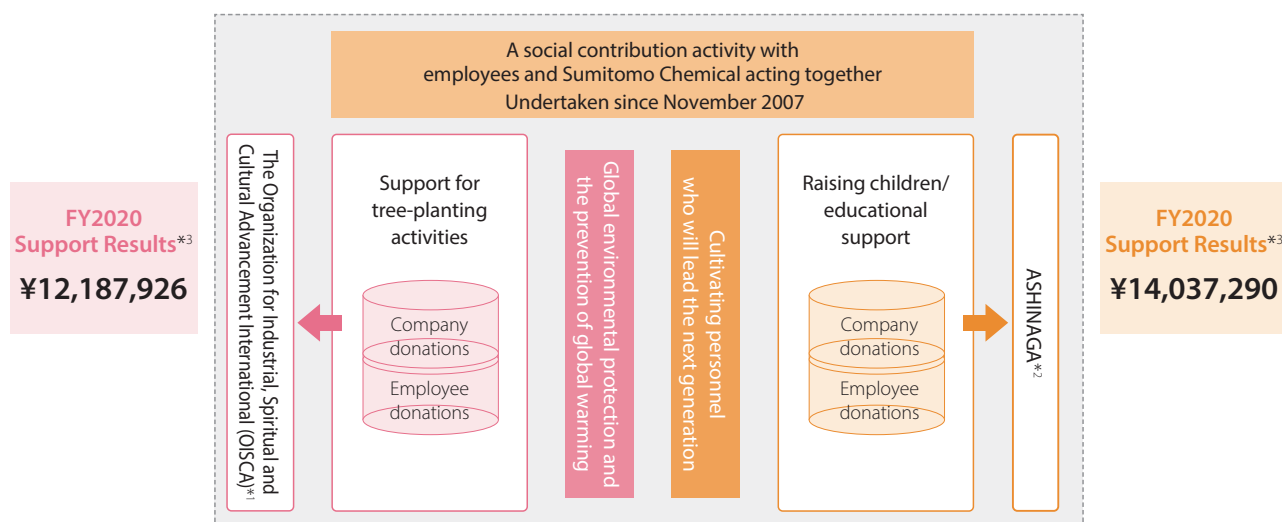 A social contribution activity with
employees and Sumitomo Chemical acting together
Undertaken since November 2007
FY2020
Support Results*3
¥12,187,926
The Organization for Industrial, Spiritual and
Cultural Advancement International (OISCA)*1
Support for
tree-planting
activities
Company
donations
Employee
donations
Global environmental protection and
the prevention of global warming
Cultivating personnel
who will lead the next generation
Raising children/
educational
support
Company
donations
Employee
donations
ASHINAGA*2
FY2020
Support Results*3
¥14,037,290